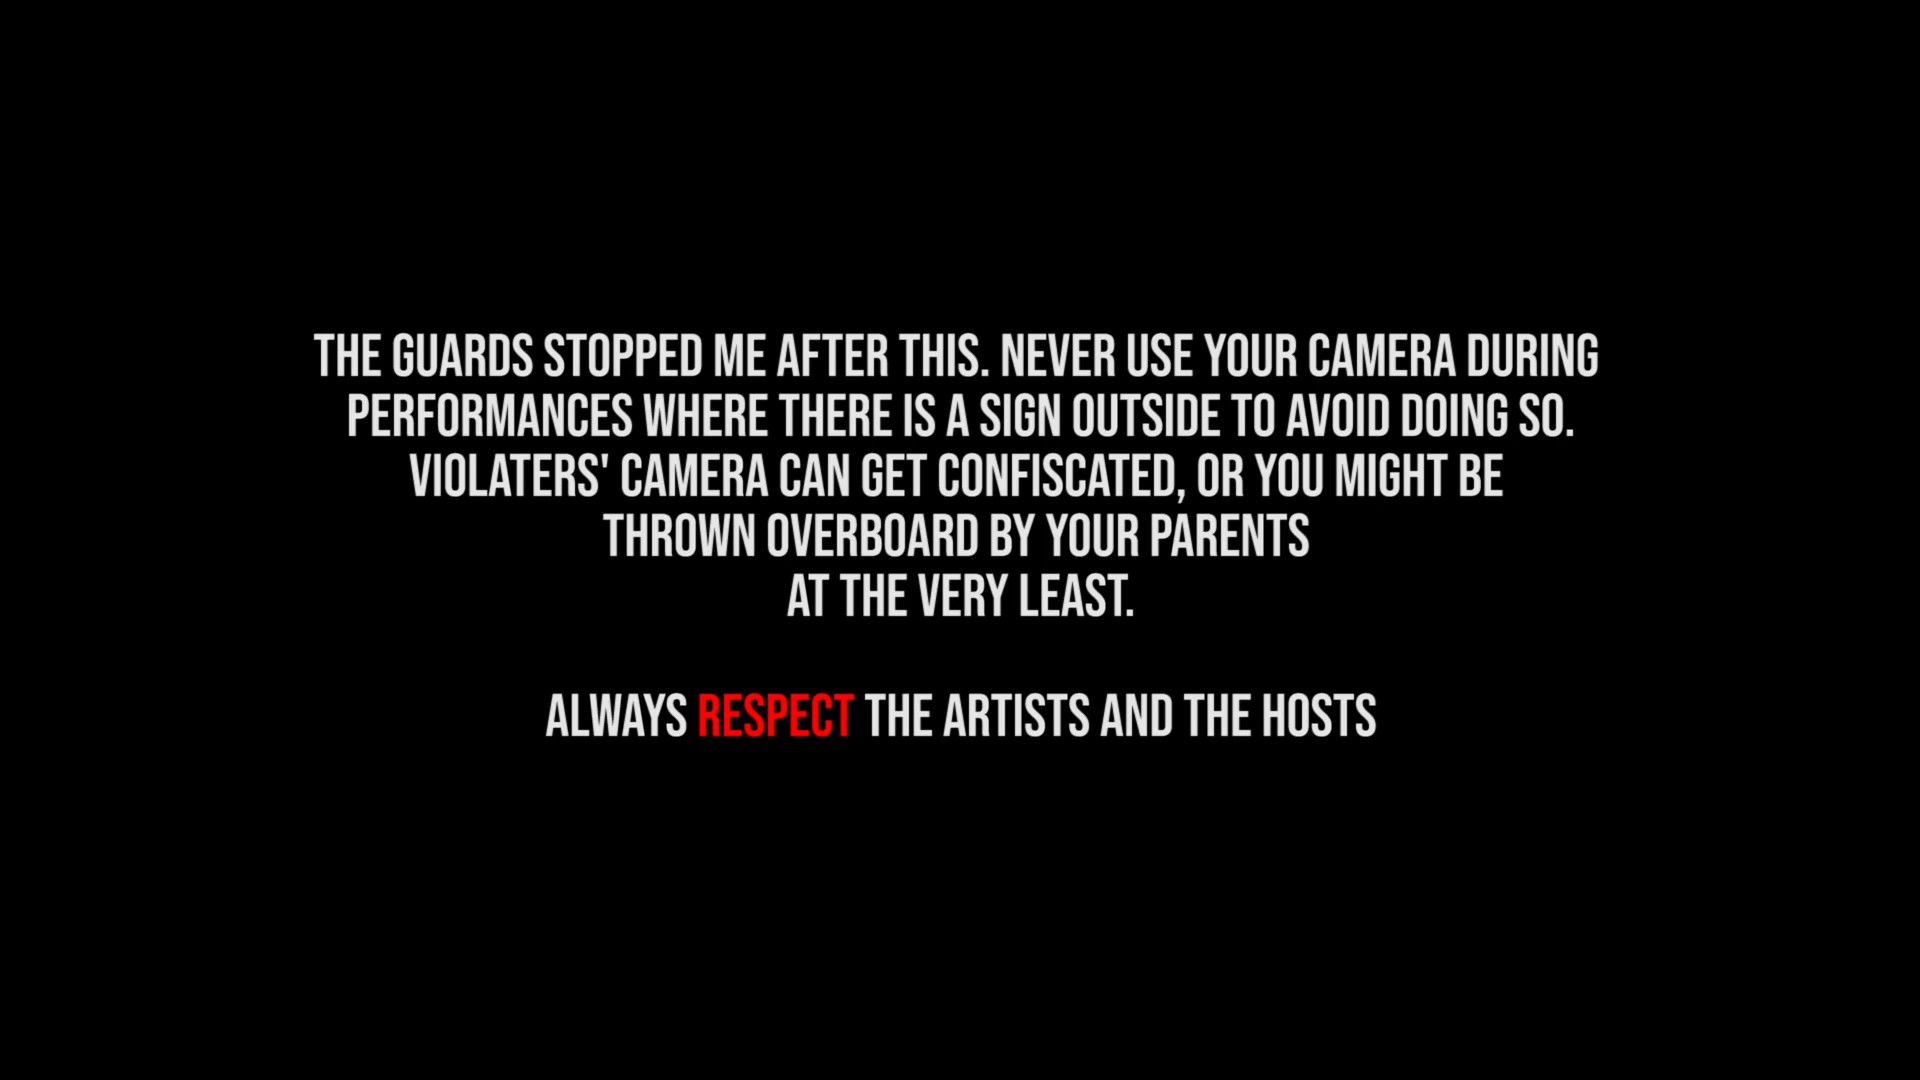 THE GUARDS STOPPED ME AFTER THIS. NEVER USE YOUR CAMERA DURING
PERFORMANCES WHERE THERE IS A SIGN OUTSIDE TO AVOID DOING SO.
VIOLATERS' CAMERA CAN GET CONFISCATED, OR YOU MIGHT BE
THROWN OVERBOARD BY YOUR PARENTS
AT THE VERY LEAST.
ALWAYS RESPECT THE ARTISTS AND THE HOSTS